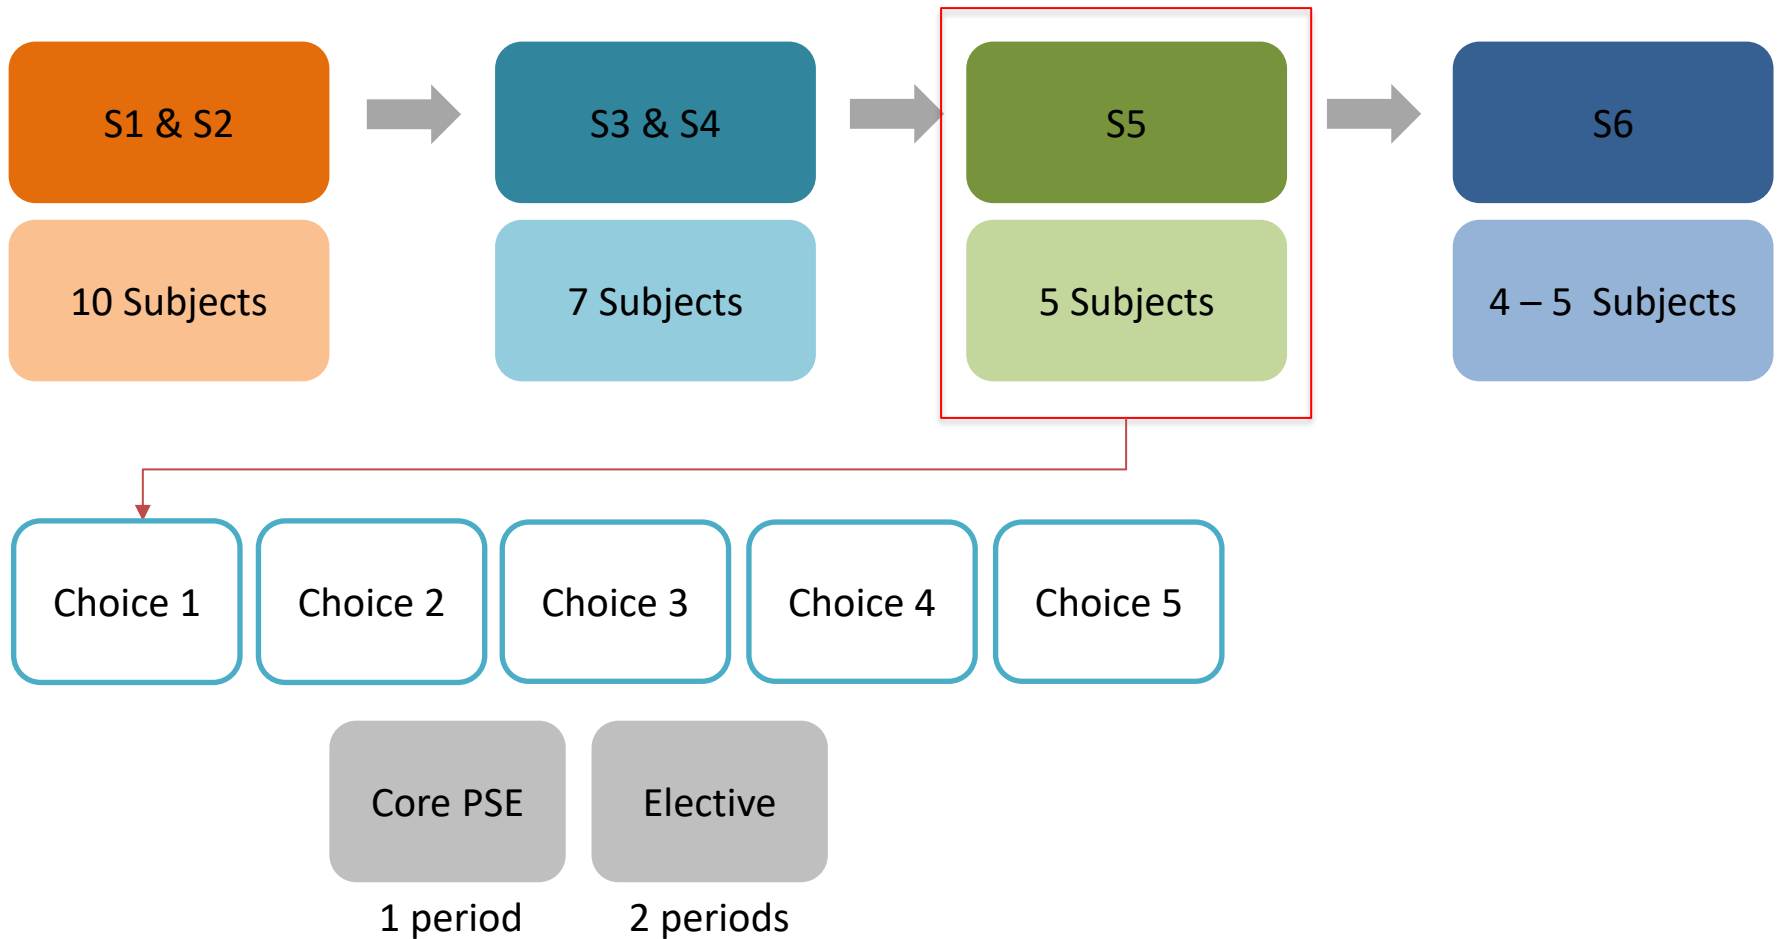 S1 & S2
S3 & S4
S5
S6
10 Subjects
7 Subjects
5 Subjects
4 – 5  Subjects
Choice 1
Choice 2
Choice 3
Choice 4
Choice 5
Core PSE
Elective
1 period
2 periods